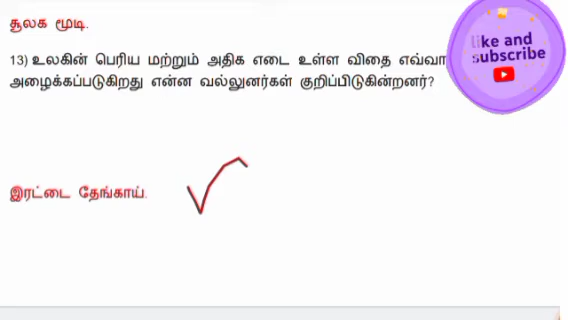 சூலக மூடி.
13) உலகின் பெரிய மற்றும் அதிக எடை உள்ள விதை எவ்வா
like and
subscribe
அழைக்கப்படுகிறது என்ன வல்லுனர்கள் குறிப்பிடுகின்றனர்?
இரட்டை தேங்காய்.